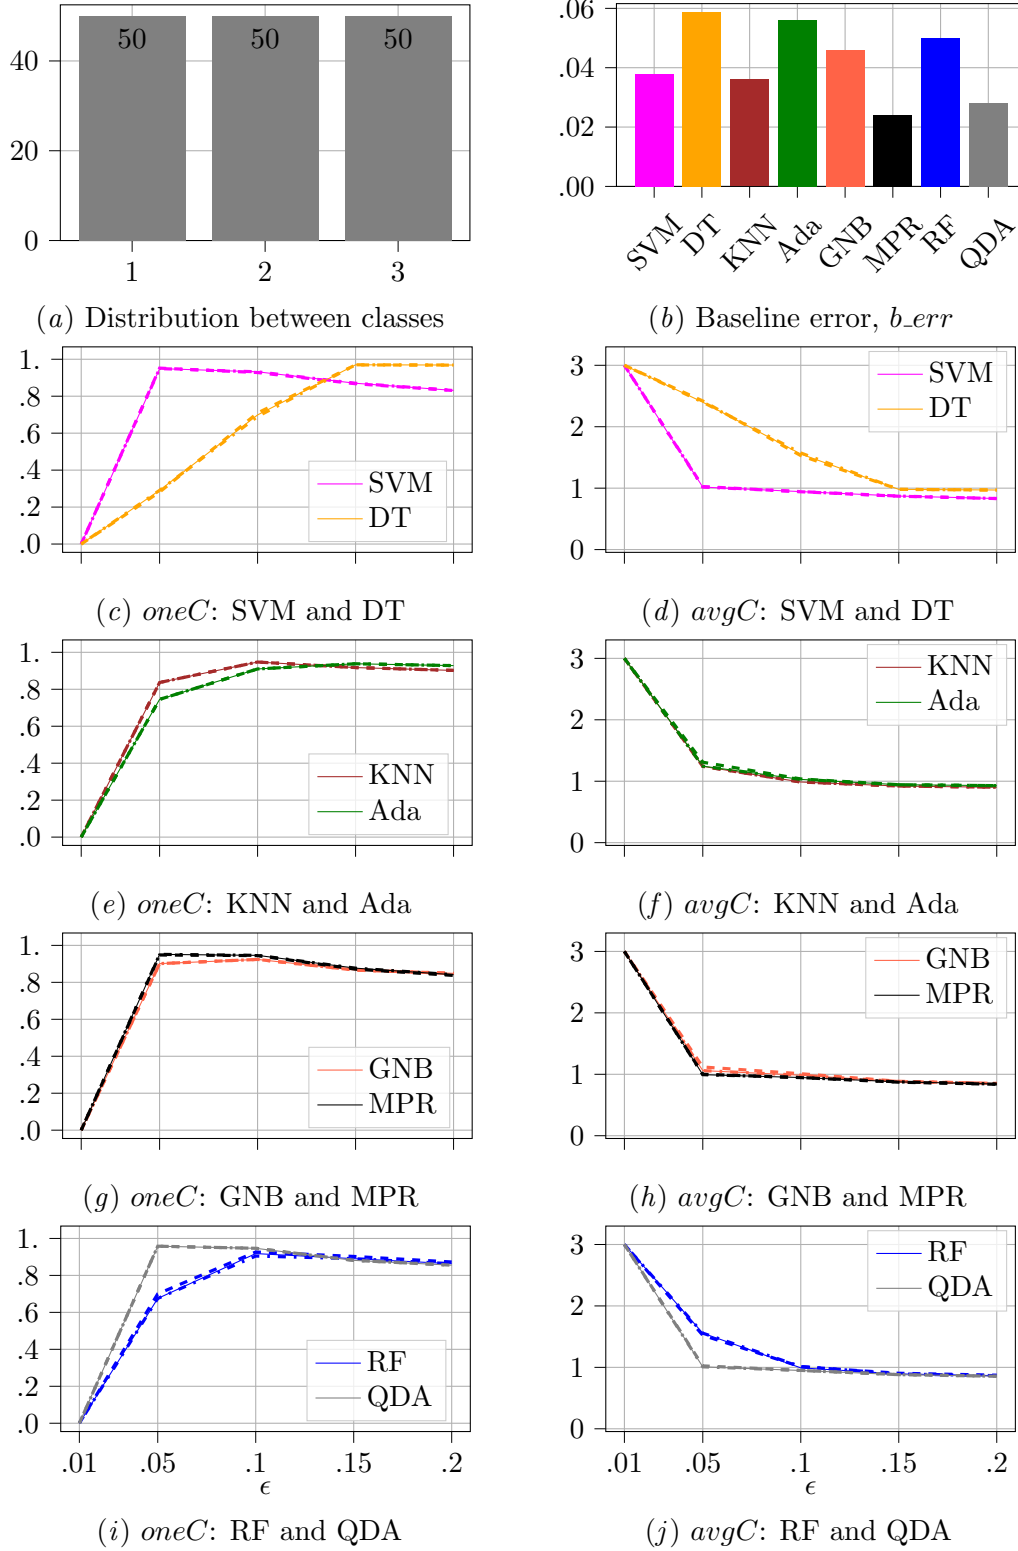 40
20
0
50
50
50
1
2
3
(a) Distribution between classes
.06
.04
.02
.00
SVM
DT
KNN
Ada
GNB
MPR
RF
QDA
(b) Baseline error, b_err
1.
.8
.6
.4
.2
.0
SVM
DT
(c) oneC: SVM and DT
3
2
1
0
SVM
DT
(d) avgC: SVM and DT
1.
.8
.6
.4
.2
.0
KNN
Ada
(e) oneC: KNN and Ada
3
2
1
0
KNN
Ada
(f) avgC: KNN and Ada
1.
.8
.6
.4
.2
.0
GNB
MPR
(g) oneC: GNB and MPR
3
2
1
0
GNB
MPR
(h) avgC: GNB and MPR
1.
.8
.6
.4
.2
.0
RF
QDA
.01 .05 .1 .15 .2
ϵ
(i) oneC: RF and QDA
3
2
1
0
RF
QDA
.01 .05 .1 .15 .2
ϵ
(j) avgC: RF and QDA